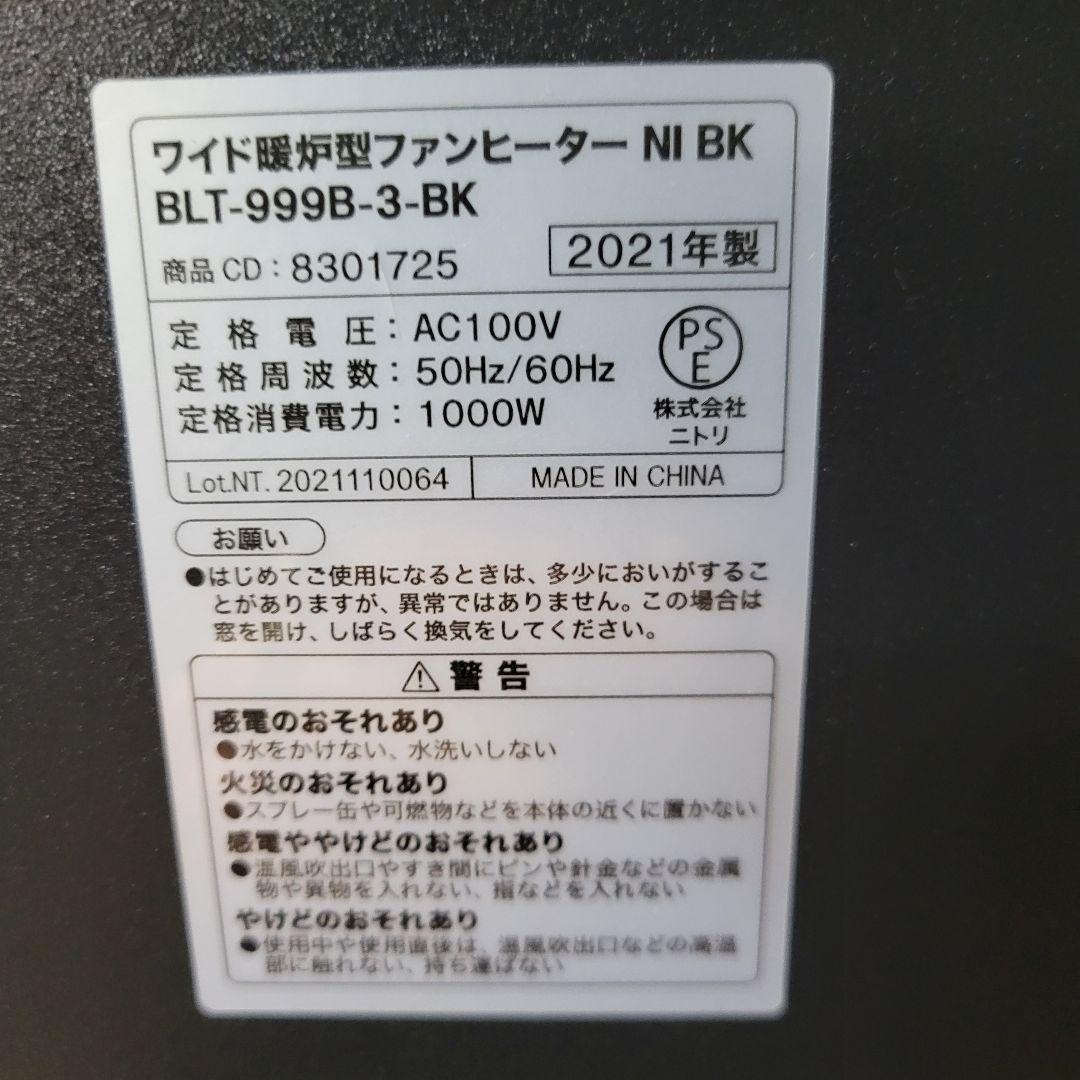 ワイド暖炉型ファンヒーター NI BK
BLT-999B-3-BK
商品CD：8301725
2021年製
定格電圧：AC100V
定格周波数：50Hz/60Hz
定格消費電力：1000W
PS
E
株式会社
ニトリ
Lot.NT. 2021110064
MADE IN CHINA
お願い
●はじめてご使用になるときは、多少においがするこ
とがありますが、異常ではありません。この場合は
窓を開け、しばらく換気をしてください。
⚠警告
感電のおそれあり
●水をかけない、水洗いしない
火災のおそれあり
●スプレー缶や可燃物などを本体の近くに置かない
感電ややけどのおそれあり
●温風吹出口やすき間にピンや針金などの金属
物や異物を入れない、指などを入れない
やけどのおそれあり
●使用中や使用直後は、温風吹出口などの高温
部に触れない、持ち運ばない